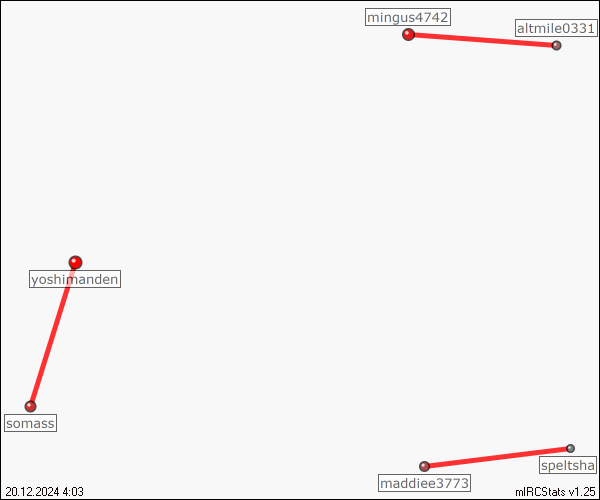 mingus4742
altmile0331
yoshimanden
somass
speltsha
maddiee3773
20.12.2024 4:03
mIRCStats v1.25